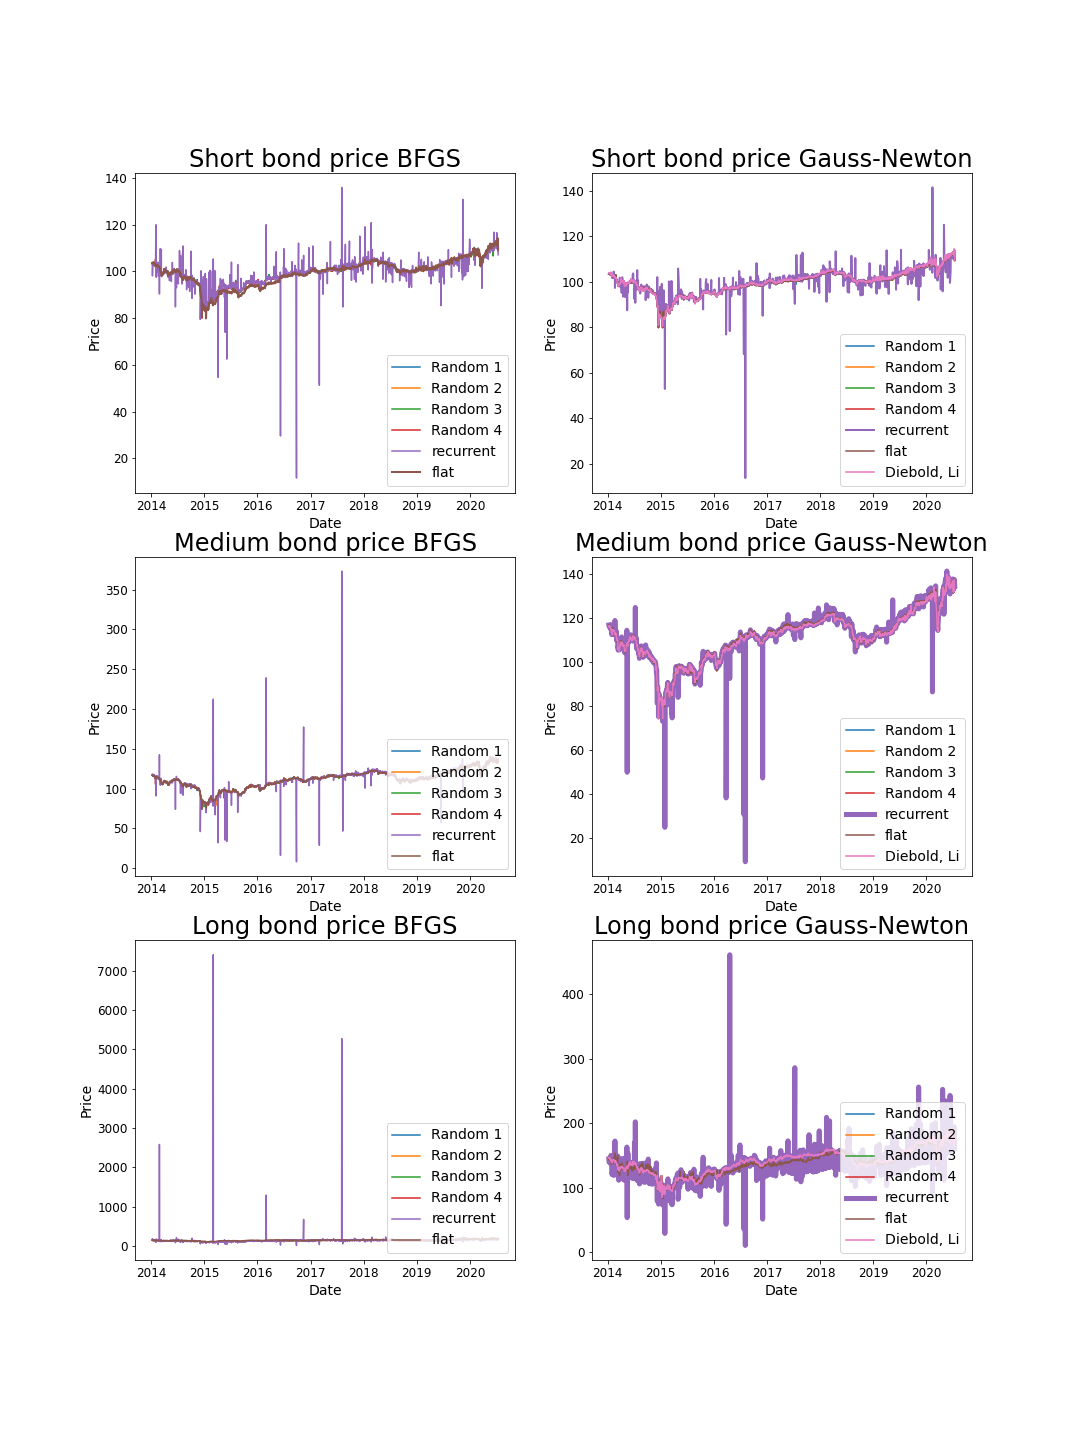 Short bond price BFGS
140
120
100
80
60
40
20
Price
2014 2015 2016 2017 2018 2019 2020
Date
Random 1
Random 2
Random 3
Random 4
recurrent
flat
Short bond price Gauss-Newton
140
120
100
80
60
40
20
Price
2014 2015 2016 2017 2018 2019 2020
Date
Random 1
Random 2
Random 3
Random 4
recurrent
flat
Diebold, Li
Medium bond price BFGS
350
300
250
200
150
100
50
0
Price
2014 2015 2016 2017 2018 2019 2020
Date
Random 1
Random 2
Random 3
Random 4
recurrent
flat
Medium bond price Gauss-Newton
140
120
100
80
60
40
20
Price
2014 2015 2016 2017 2018 2019 2020
Date
Random 1
Random 2
Random 3
Random 4
recurrent
flat
Diebold, Li
Long bond price BFGS
7000
6000
5000
4000
3000
2000
1000
0
Price
2014 2015 2016 2017 2018 2019 2020
Date
Random 1
Random 2
Random 3
Random 4
recurrent
flat
Long bond price Gauss-Newton
400
300
200
100
0
Price
2014 2015 2016 2017 2018 2019 2020
Date
Random 1
Random 2
Random 3
Random 4
recurrent
flat
Diebold, Li